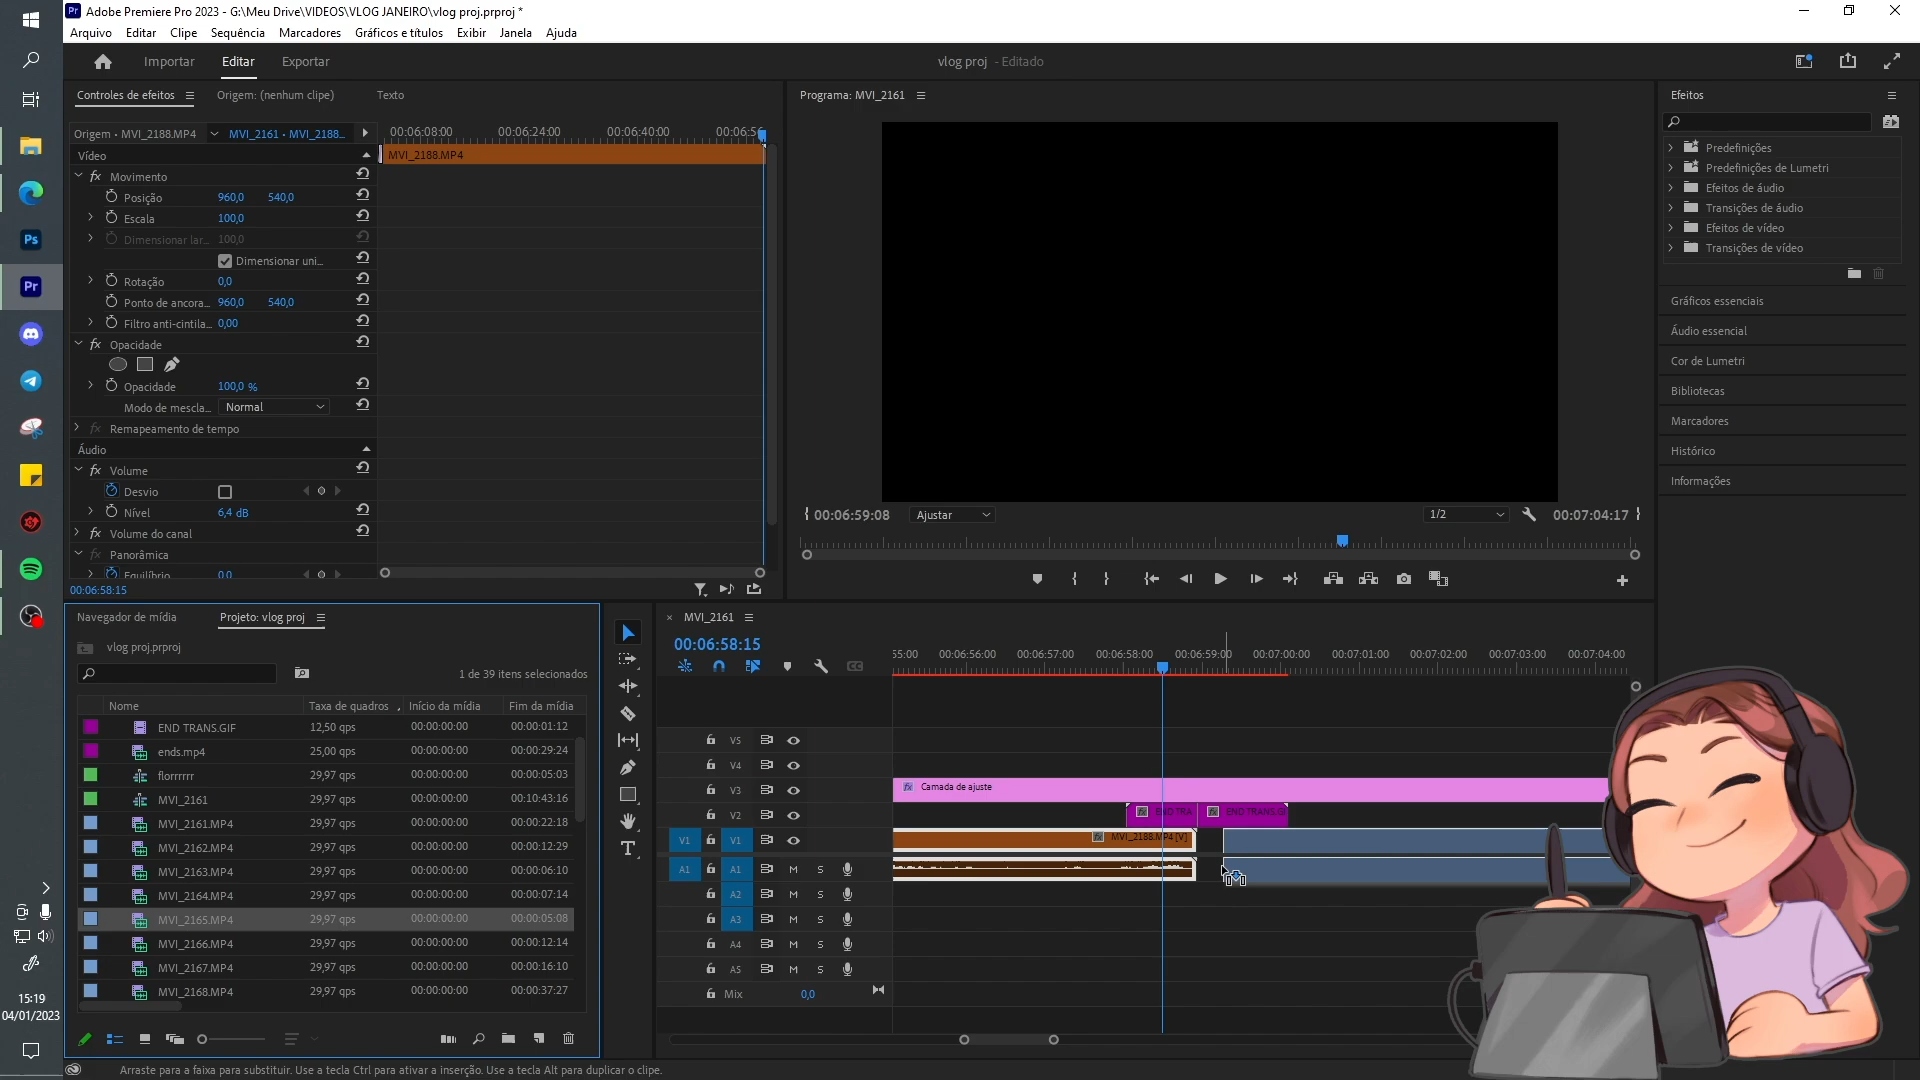 Adobe Premiere Pro 2023 - G:\Meu Drive\VIDEOS\VLOG JANEIRO\vlog proj.prproj *
Arquivo Editar Clipe Sequência Marcadores Gráficos e títulos Exibir Janela Ajuda
Importar Editar Exportar
vlog proj - Editado
Controles de efeitos Origem: (nenhum clipe) Texto
Origem • MVI_2188.MP4 MVI_2161 • MVI_2188...
00:06:08:00 00:06:24:00 00:06:40:00 00:06:56
Vídeo
MVI_2188.MP4
Movimento
Posição 960,0 540,0
Escala 100,0
Dimensionar lar... 100,0
Dimensionar uni...
Rotação 0,0
Ponto de ancora... 960,0 540,0
Filtro anti-cintila... 0,00
Opacidade
Opacidade 100,0 %
Modo de mescla... Normal
Remapeamento de tempo
Áudio
Volume
Desvio
Nível 6,4 dB
Volume do canal
Panorâmica
Equilíbrio 0,0
00:06:58:15
Programa: MVI_2161
00:06:59:08 Ajustar 1/2 00:07:04:17
Efeitos
Predefinições
Predefinições de Lumetri
Efeitos de áudio
Transições de áudio
Efeitos de vídeo
Transições de vídeo
Gráficos essenciais
Áudio essencial
Cor de Lumetri
Bibliotecas
Marcadores
Histórico
Informações
Navegador de mídia Projeto: vlog proj
vlog proj.prproj
1 de 39 itens selecionados
Nome Taxa de quadros Início da mídia Fim da mídia
END TRANS.GIF 12,50 qps 00:00:00:00 00:00:01:12
ends.mp4 25,00 qps 00:00:00:00 00:00:29:24
florrrrrr 29,97 qps 00:00:00:00 00:00:05:03
MVI_2161 29,97 qps 00:00:00:00 00:10:43:16
MVI_2161.MP4 29,97 qps 00:00:00:00 00:00:22:18
MVI_2162.MP4 29,97 qps 00:00:00:00 00:00:12:29
MVI_2163.MP4 29,97 qps 00:00:00:00 00:00:06:10
MVI_2164.MP4 29,97 qps 00:00:00:00 00:00:07:14
MVI_2165.MP4 29,97 qps 00:00:00:00 00:00:05:08
MVI_2166.MP4 29,97 qps 00:00:00:00 00:00:12:14
MVI_2167.MP4 29,97 qps 00:00:00:00 00:00:16:10
MVI_2168.MP4 29,97 qps 00:00:00:00 00:00:37:27
MVI_2161
00:06:58:15
55:00 00:06:56:00 00:06:57:00 00:06:58:00 00:06:59:00 00:07:00:00 00:07:01:00 00:07:02:00 00:07:03:00 00:07:04:00
V5
V4
V3 Camada de ajuste
V2 END TRA END TRANS.GI
V1 V1 MVI_2188.MP4 [V]
A1 A1 M S
A2 M S
A3 M S
A4 M S
A5 M S
Mix 0,0
Ps
Pr
15:19
04/01/2023
Arraste para a faixa para substituir. Use a tecla Ctrl para ativar a inserção. Use a tecla Alt para duplicar o clipe.